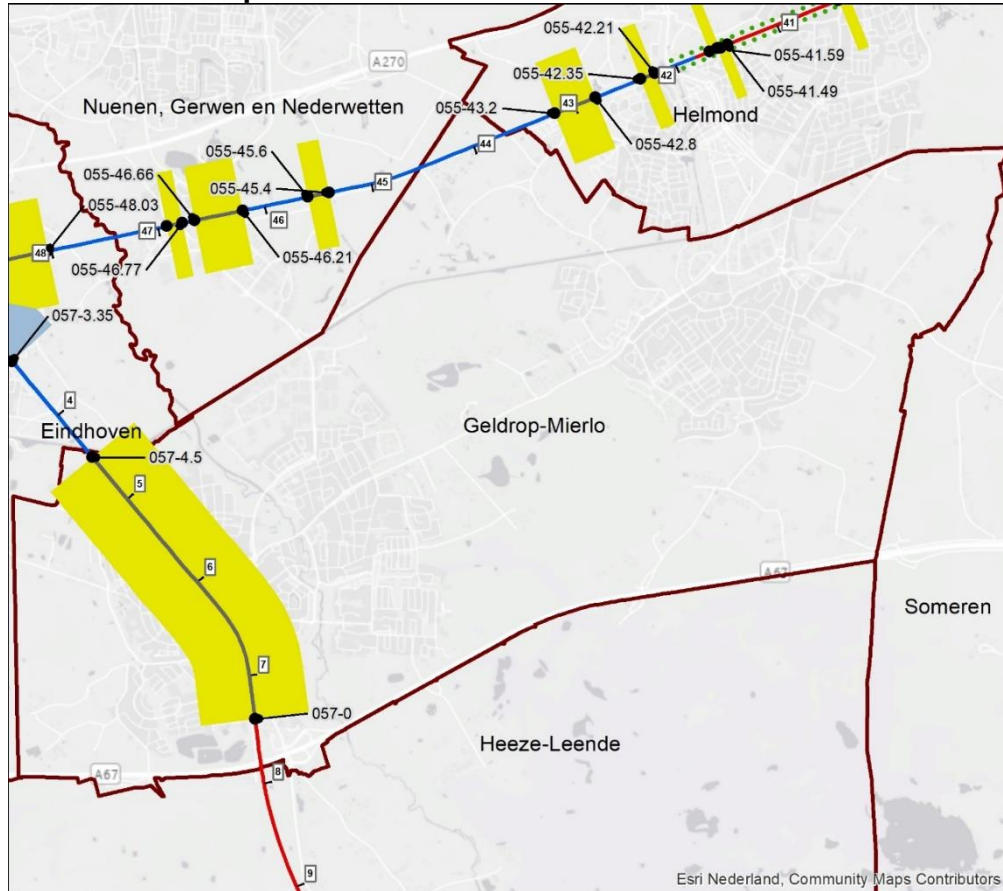 41
055-42.21
A270
055-41.59
42
055-42.35
055-41.49
Nuenen, Gerwen en Nederwetten
055-43.2
43
Helmond
055-45.6
44
055-42.8
055-46.66
055-45.4
45
055-48.03
46
47
48
055-46.77
055-46.21
057-3.35
4
Eindhoven
Geldrop-Mierlo
057-4.5
5
6
A67
Someren
7
057-0
Heeze-Leende
A67
8
9
Esri Nederland, Community Maps Contributors